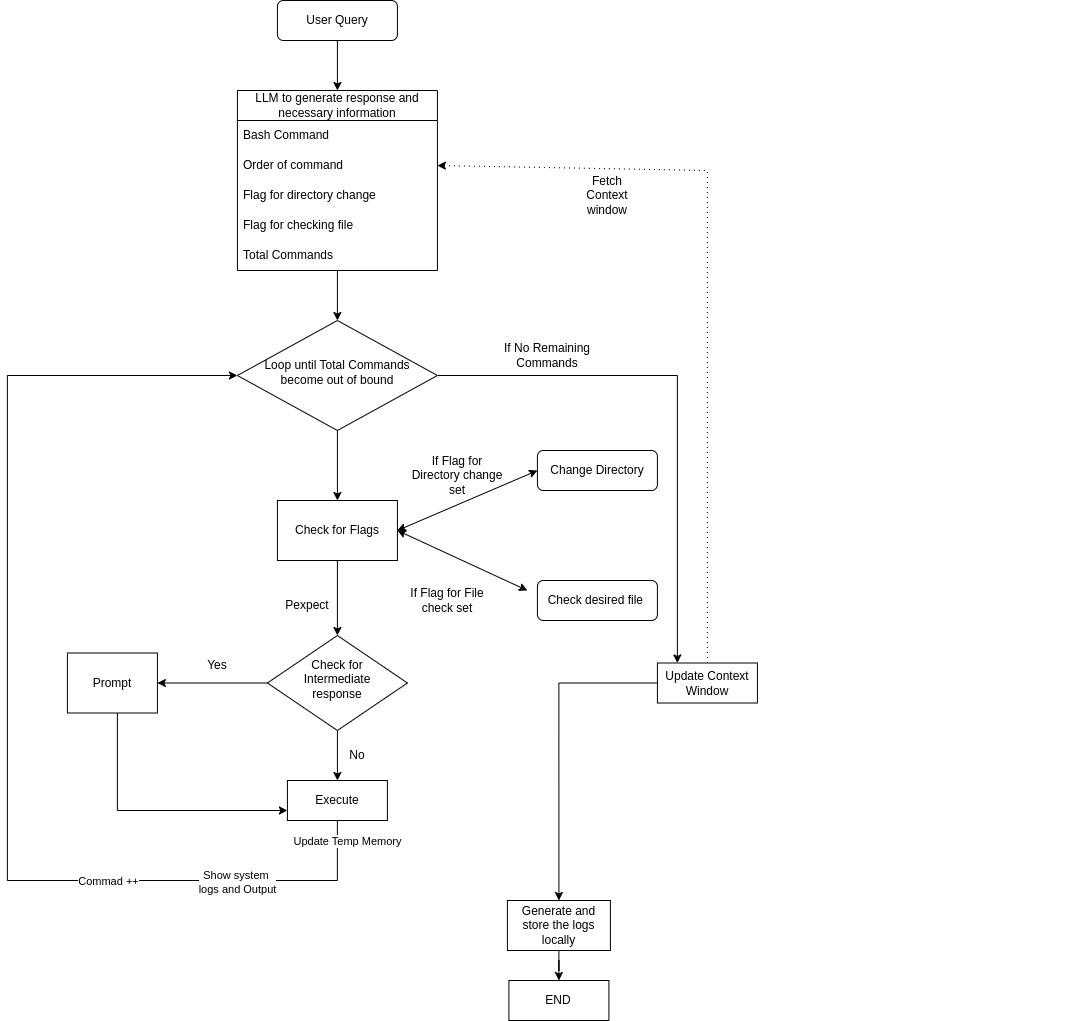 User Query
LLM to generate response and
necessary information
Bash Command
Order of command
Flag for directory change
Flag for checking file
Total Commands
Fetch
Context
window
Loop until Total Commands
become out of bound
If No Remaining
Commands
If Flag for
Directory change
set
Change Directory
Check for Flags
If Flag for File
check set
Check desired file
Pexpect
Check for
Intermediate
response
Yes
Prompt
No
Update Context
Window
Execute
Update Temp Memory
Show system
logs and Output
Commad ++
Generate and
store the logs
locally
END